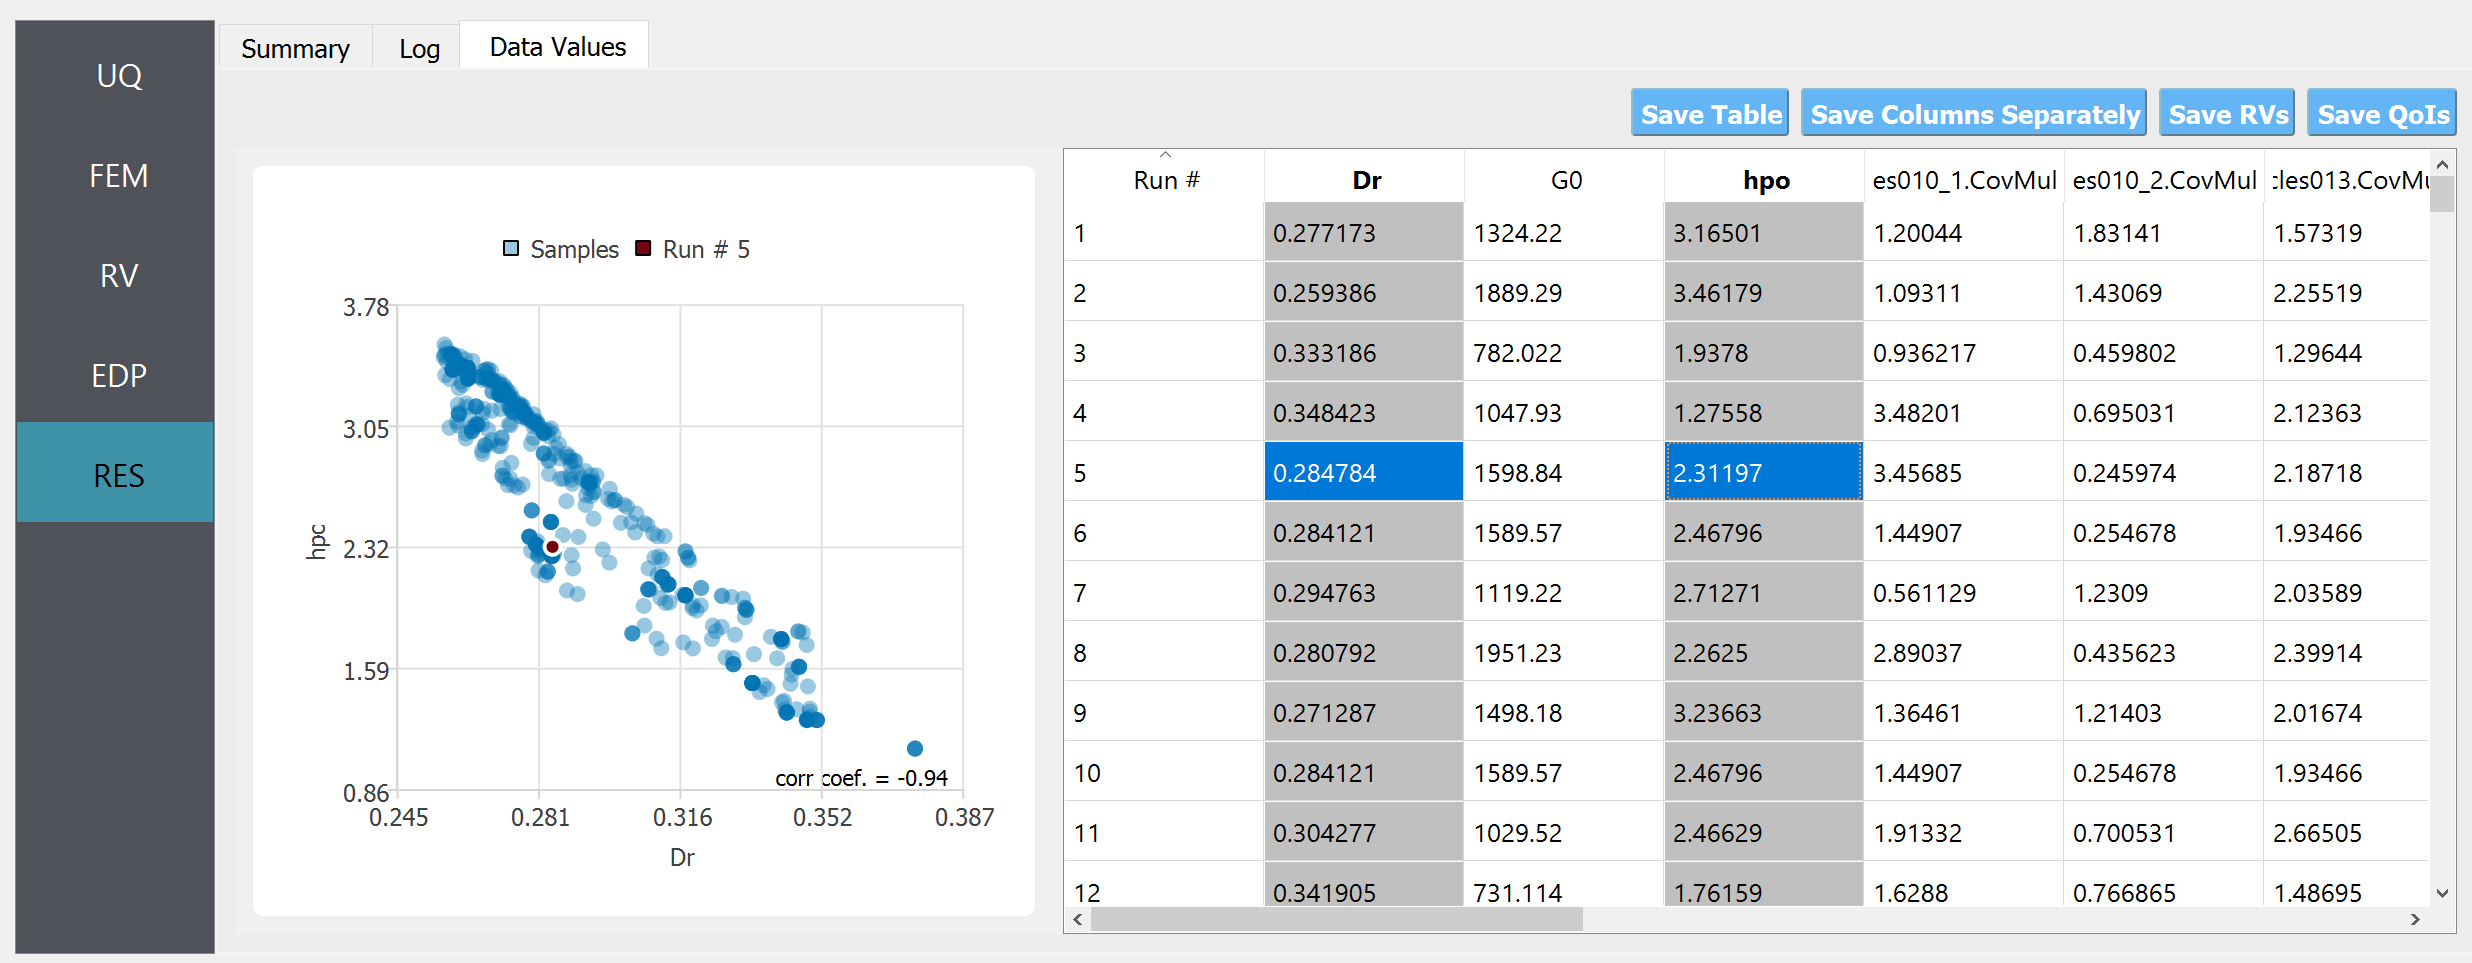 UQ
FEM
RV
EDP
RES
Summary Log Data Values
Save Table Save Columns Separately Save RVs Save QoIs
Samples Run # 5
3.78
3.05
2.32
1.59
0.86
hpc
corr coef. = -0.94
0.245 0.281 0.316 0.352 0.387
Dr
Run # Dr G0 hpo es010_1.CovMul es010_2.CovMul cles013.CovMu
1 0.277173 1324.22 3.16501 1.20044 1.83141 1.57319
2 0.259386 1889.29 3.46179 1.09311 1.43069 2.25519
3 0.333186 782.022 1.9378 0.936217 0.459802 1.29644
4 0.348423 1047.93 1.27558 3.48201 0.695031 2.12363
5 0.284784 1598.84 2.31197 3.45685 0.245974 2.18718
6 0.284121 1589.57 2.46796 1.44907 0.254678 1.93466
7 0.294763 1119.22 2.71271 0.561129 1.2309 2.03589
8 0.280792 1951.23 2.2625 2.89037 0.435623 2.39914
9 0.271287 1498.18 3.23663 1.36461 1.21403 2.01674
10 0.284121 1589.57 2.46796 1.44907 0.254678 1.93466
11 0.304277 1029.52 2.46629 1.91332 0.700531 2.66505
12 0.341905 731.114 1.76159 1.6288 0.766865 1.48695